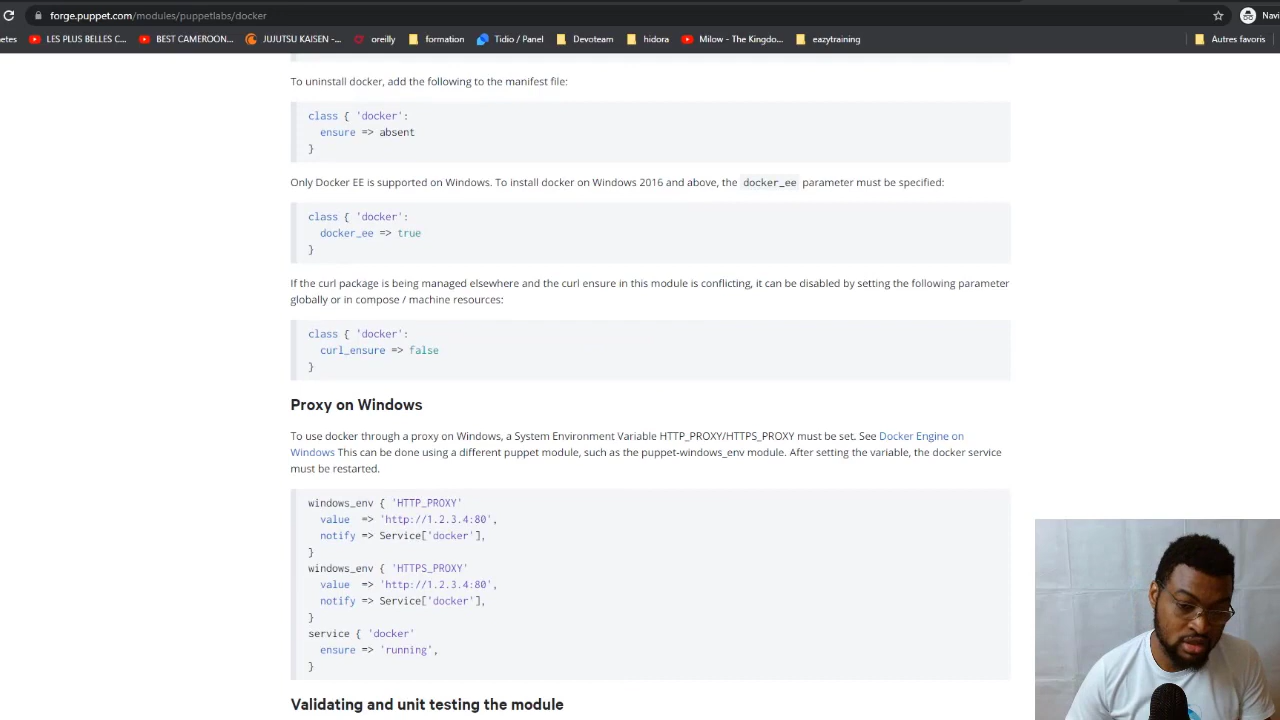 forge.puppet.com/modules/puppetlabs/docker
Navi
etes LES PLUS BELLES C... BEST CAMEROON... JUJUTSU KAISEN -... oreilly formation Tidio / Panel Devoteam hidora Milow - The Kingdo... eazytraining Autres favoris
To uninstall docker, add the following to the manifest file:
class { 'docker':
ensure => absent
}
Only Docker EE is supported on Windows. To install docker on Windows 2016 and above, the docker_ee parameter must be specified:
class { 'docker':
docker_ee => true
}
If the curl package is being managed elsewhere and the curl ensure in this module is conflicting, it can be disabled by setting the following parameter
globally or in compose / machine resources:
class { 'docker':
curl_ensure => false
}
Proxy on Windows
To use docker through a proxy on Windows, a System Environment Variable HTTP_PROXY/HTTPS_PROXY must be set. See Docker Engine on
Windows This can be done using a different puppet module, such as the puppet-windows_env module. After setting the variable, the docker service
must be restarted.
windows_env { 'HTTP_PROXY'
value => 'http://1.2.3.4:80',
notify => Service['docker'],
}
windows_env { 'HTTPS_PROXY'
value => 'http://1.2.3.4:80',
notify => Service['docker'],
}
service { 'docker'
ensure => 'running',
}
Validating and unit testing the module